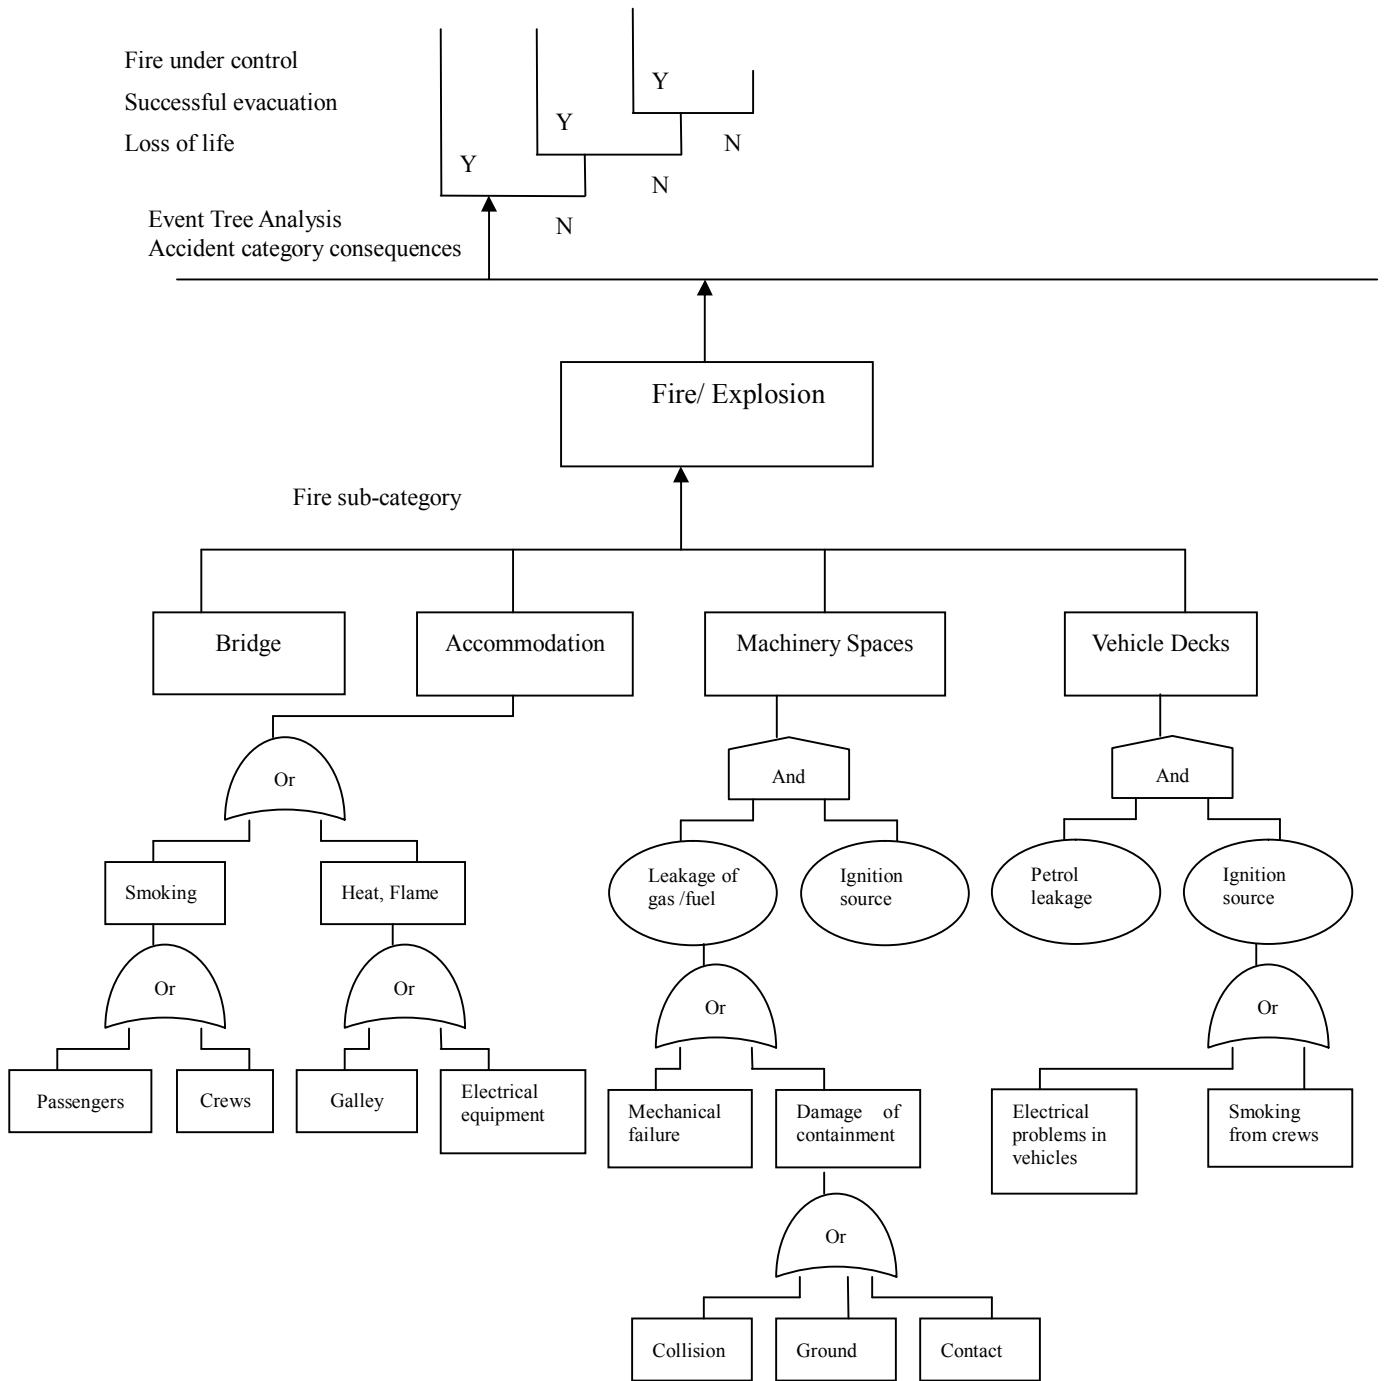 Fire under control
Successful evacuation
Loss of life
Y
N
Y
N
Y
N
Event Tree Analysis
Accident category consequences
Fire/ Explosion
Fire sub-category
Bridge
Accommodation
Machinery Spaces
Vehicle Decks
Or
And
And
Smoking
Heat, Flame
Leakage of
gas /fuel
Ignition
source
Petrol
leakage
Ignition
source
Or
Or
Or
Or
Passengers
Crews
Galley
Electrical
equipment
Mechanical
failure
Damage of
containment
Electrical
problems in
vehicles
Smoking
from crews
Or
Collision
Ground
Contact